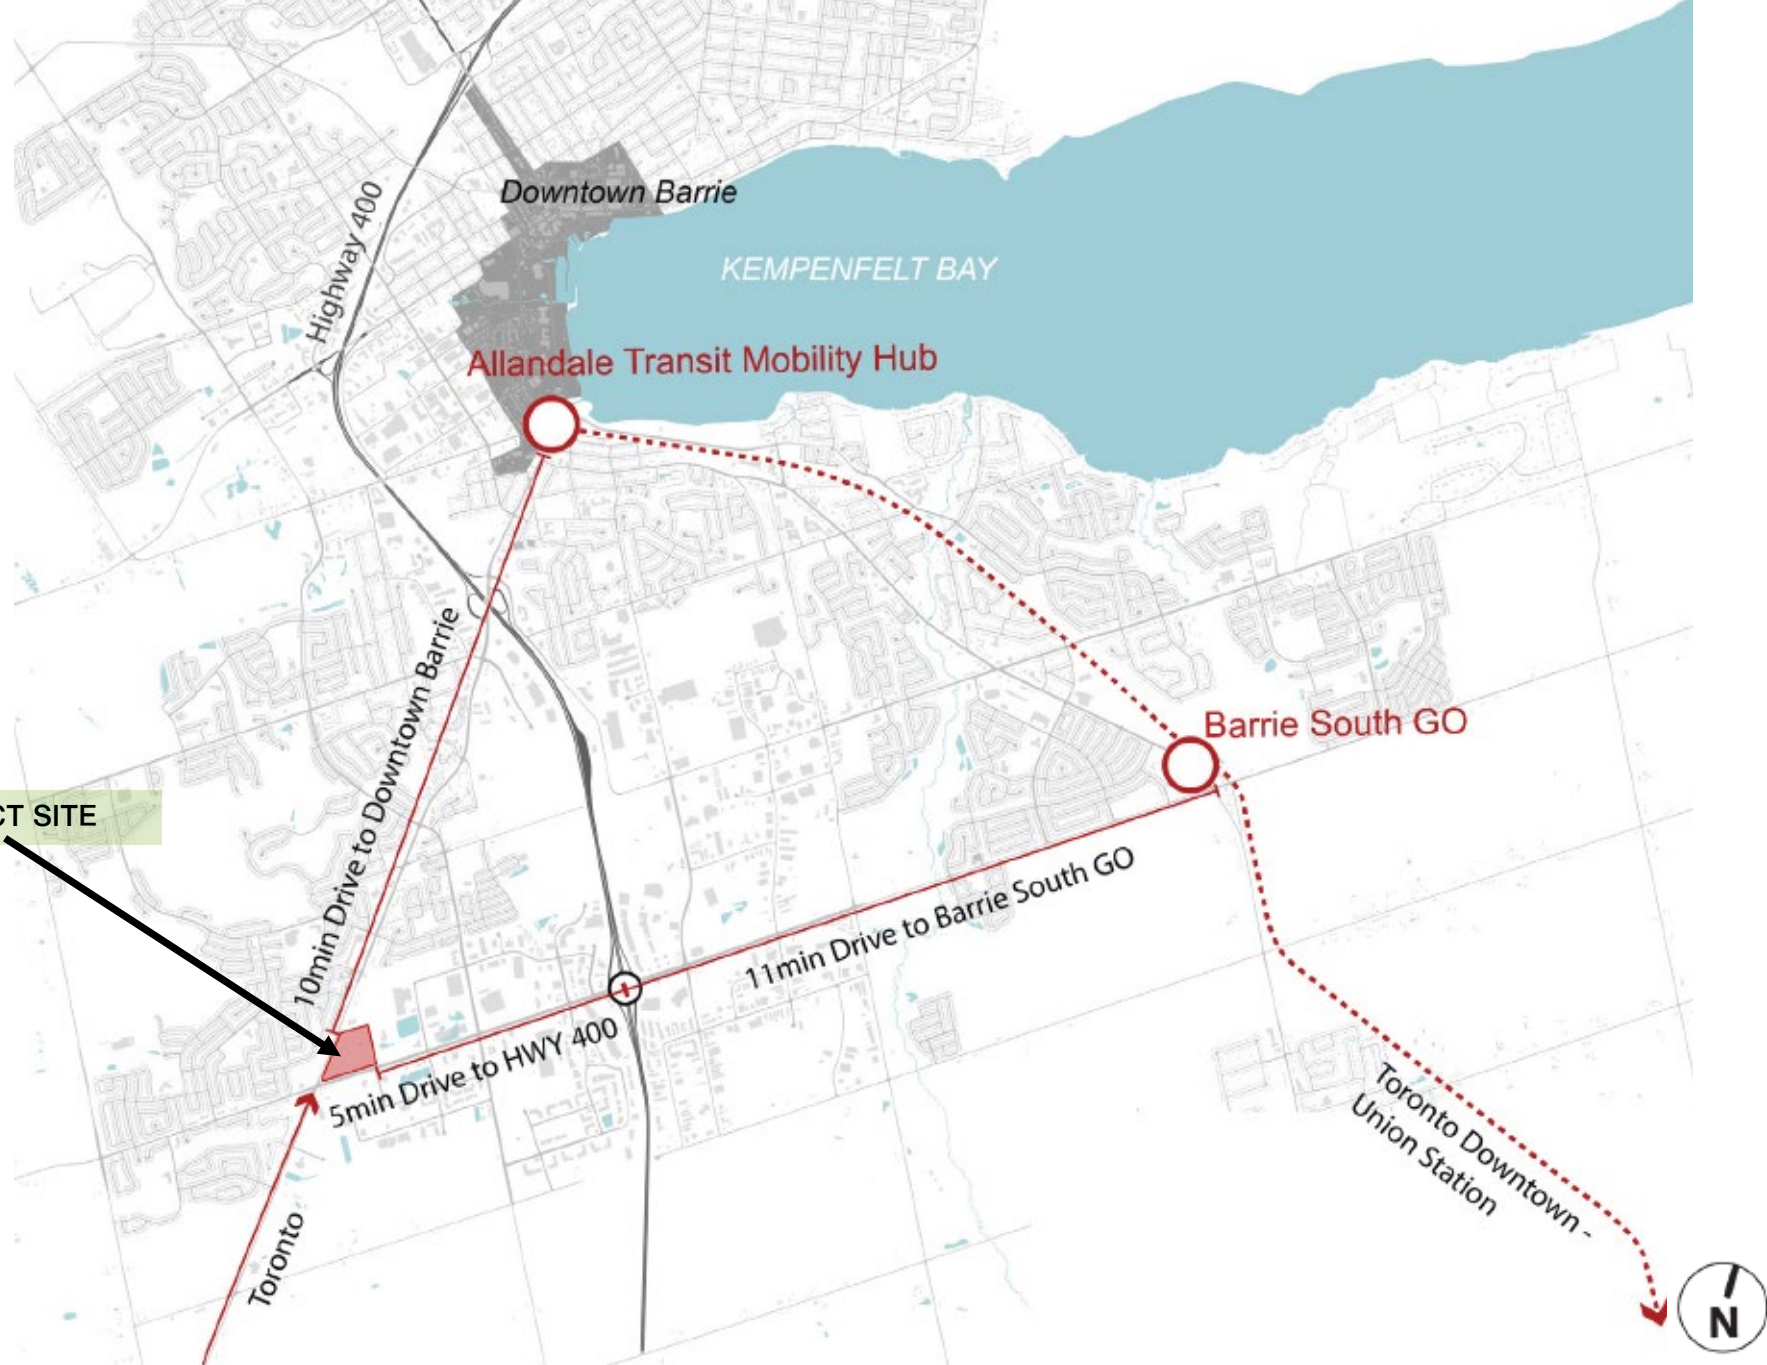 Downtown Barrie
Highway 400
KEMPENFELT BAY
Allandale Transit Mobility Hub
10min Drive to Downtown Barrie
Barrie South GO
CT SITE
11min Drive to Barrie South GO
5min Drive to HWY 400
Toronto
Toronto Downtown -
Union Station
N